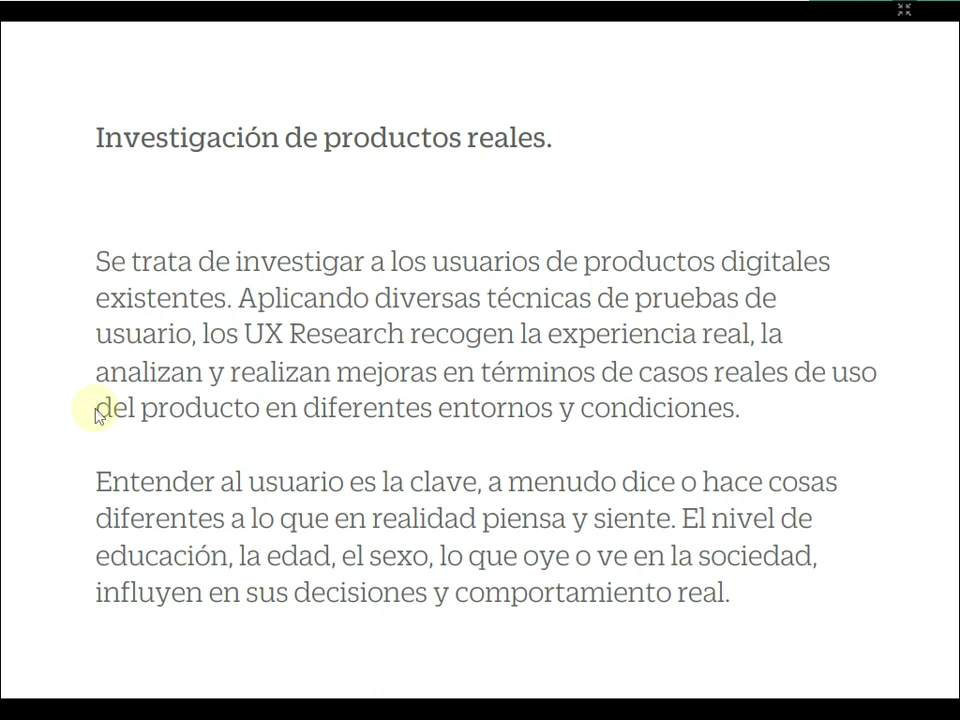 Investigación de productos reales.
Se trata de investigar a los usuarios de productos digitales
existentes. Aplicando diversas técnicas de pruebas de
usuario, los UX Research recogen la experiencia real, la
analizan y realizan mejoras en términos de casos reales de uso
del producto en diferentes entornos y condiciones.
Entender al usuario es la clave, a menudo dice o hace cosas
diferentes a lo que en realidad piensa y siente. El nivel de
educación, la edad, el sexo, lo que oye o ve en la sociedad,
influyen en sus decisiones y comportamiento real.